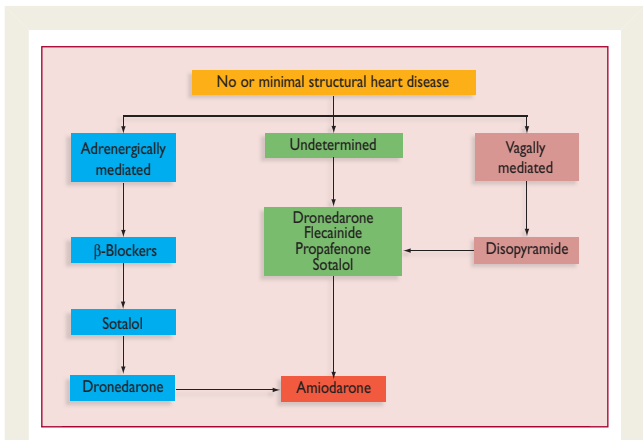 No or minimal structural heart disease
Adrenergically
mediated
Undetermined
Vagally
mediated
Dronedarone
Flecainide
Propafenone
Sotalol
β-Blockers
Disopyramide
Sotalol
Dronedarone
Amiodarone